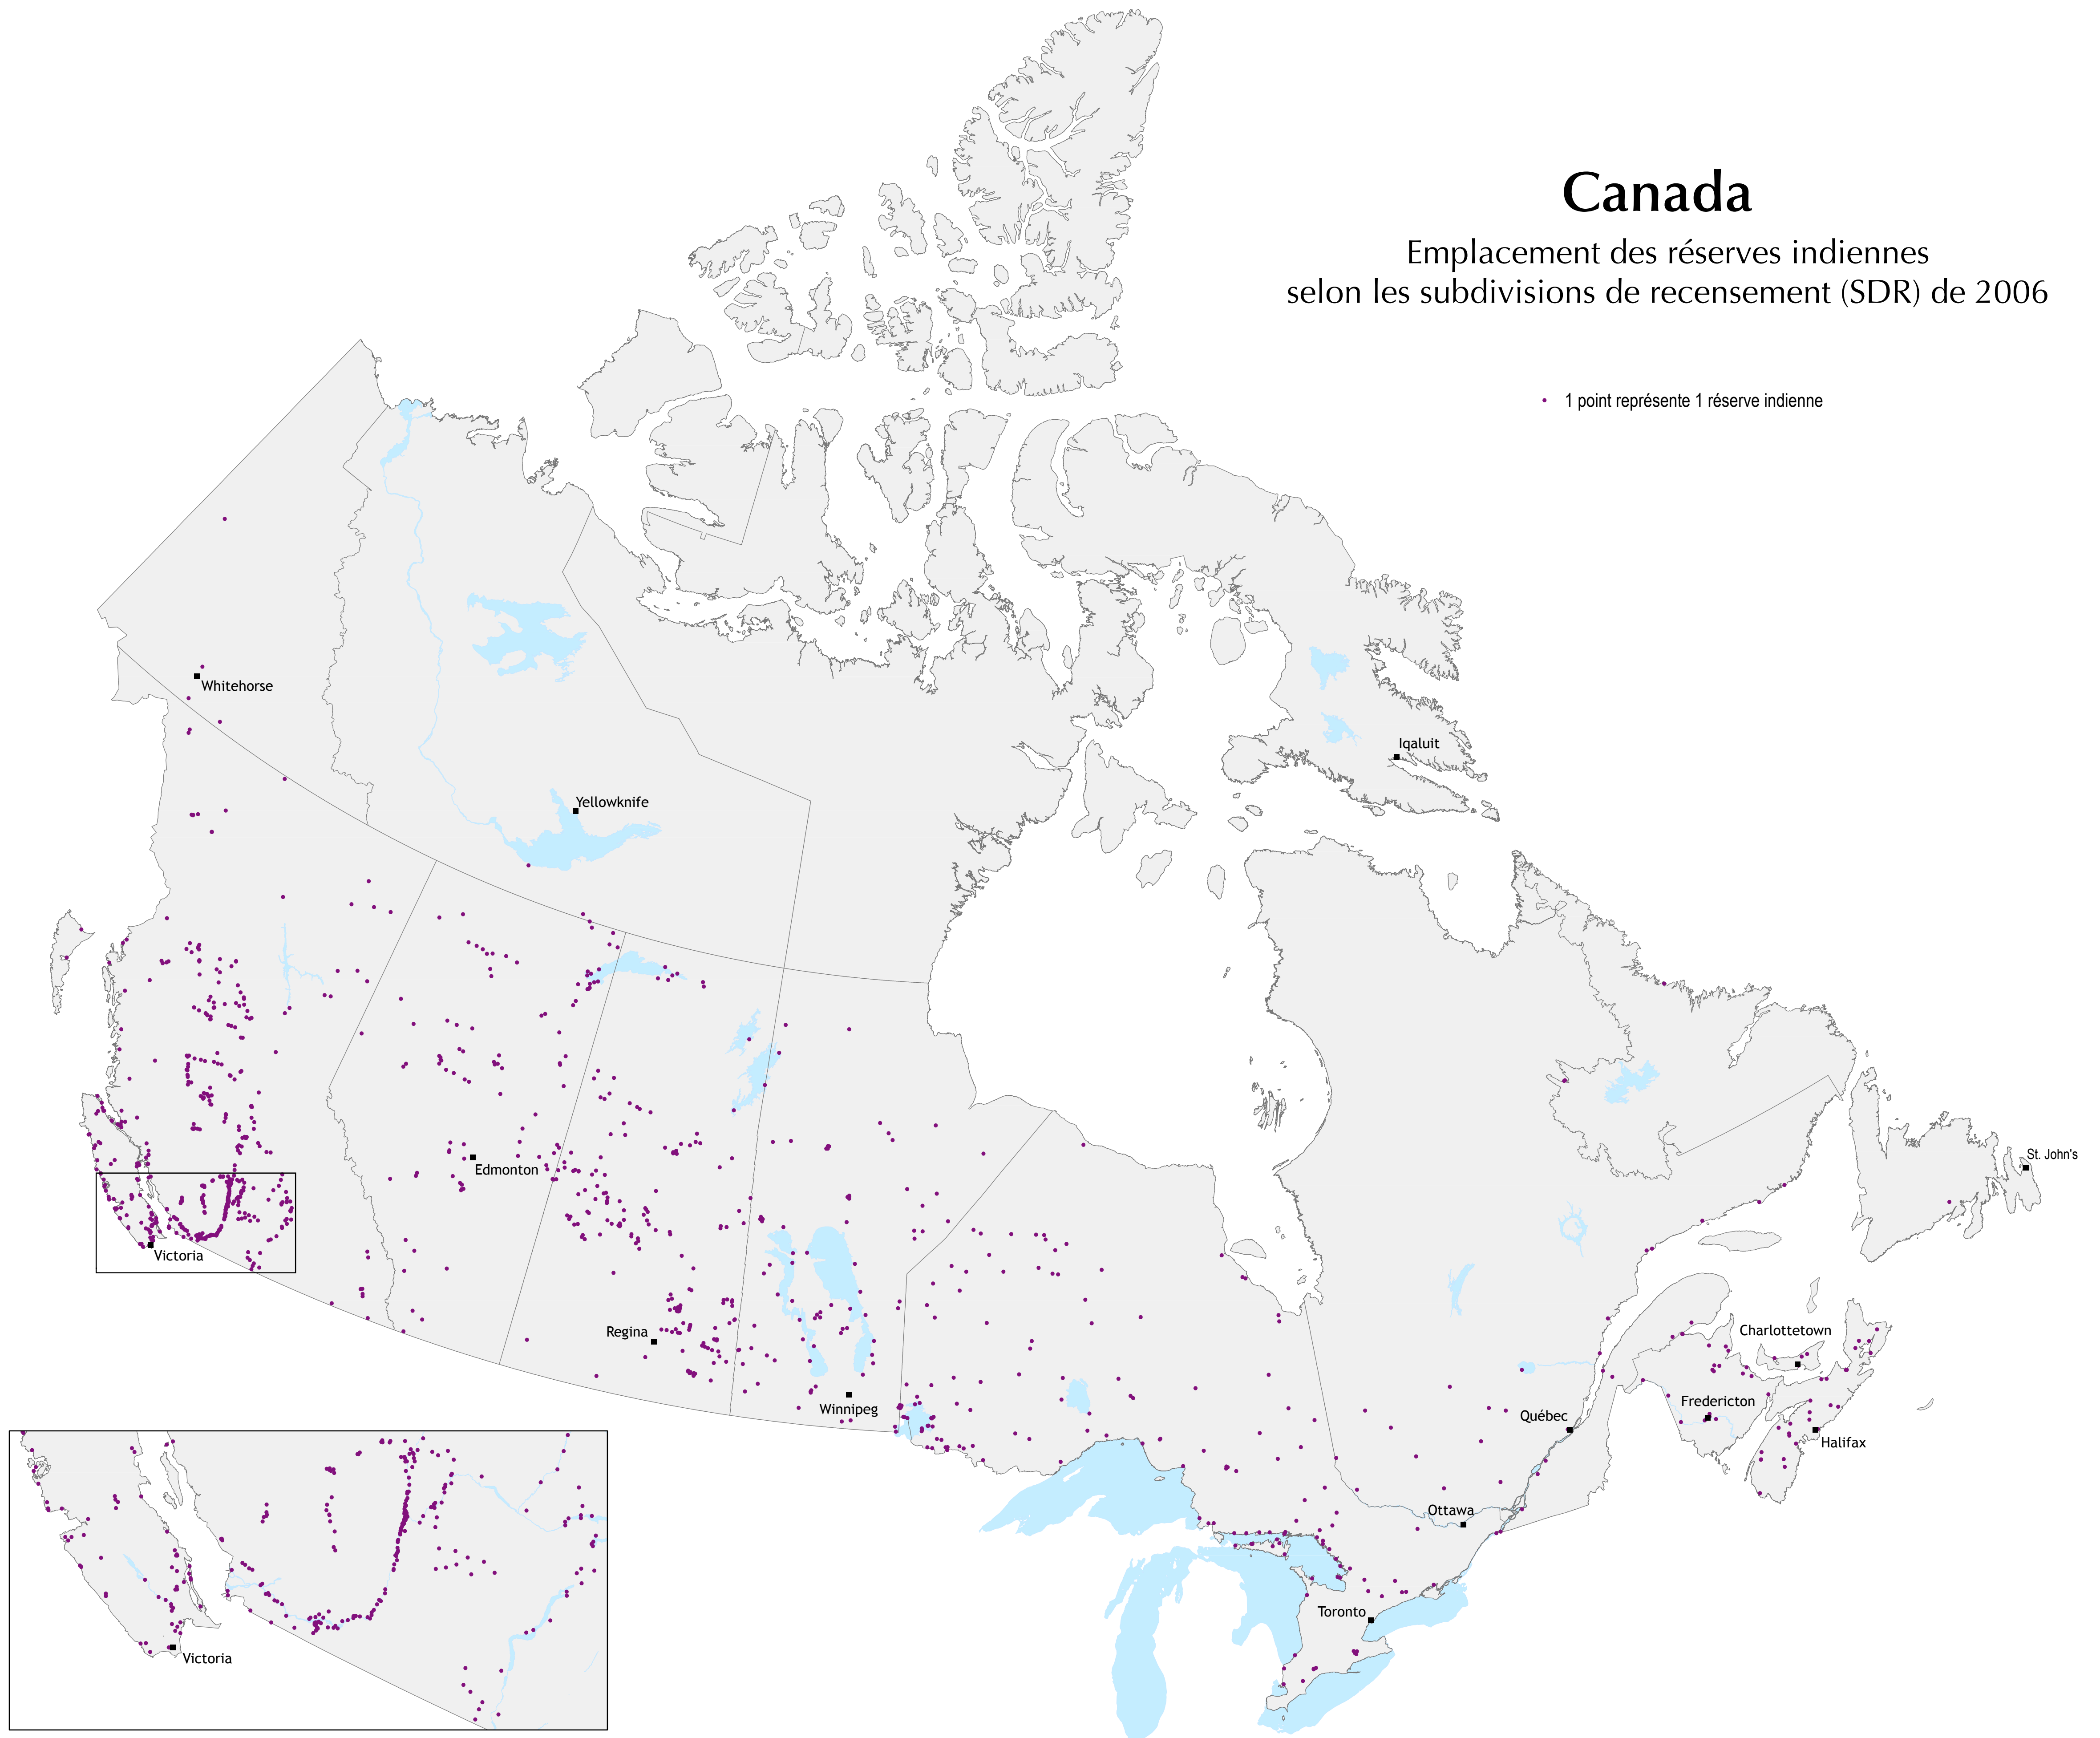 Canada
Emplacement des réserves indiennes
selon les subdivisions de recensement (SDR) de 2006
1 point représente 1 réserve indienne
Whitehorse
Iqaluit
Yellowknife
St. John's
Edmonton
Victoria
Regina
Charlottetown
Winnipeg
Fredericton
Québec
Halifax
Ottawa
Toronto
Victoria